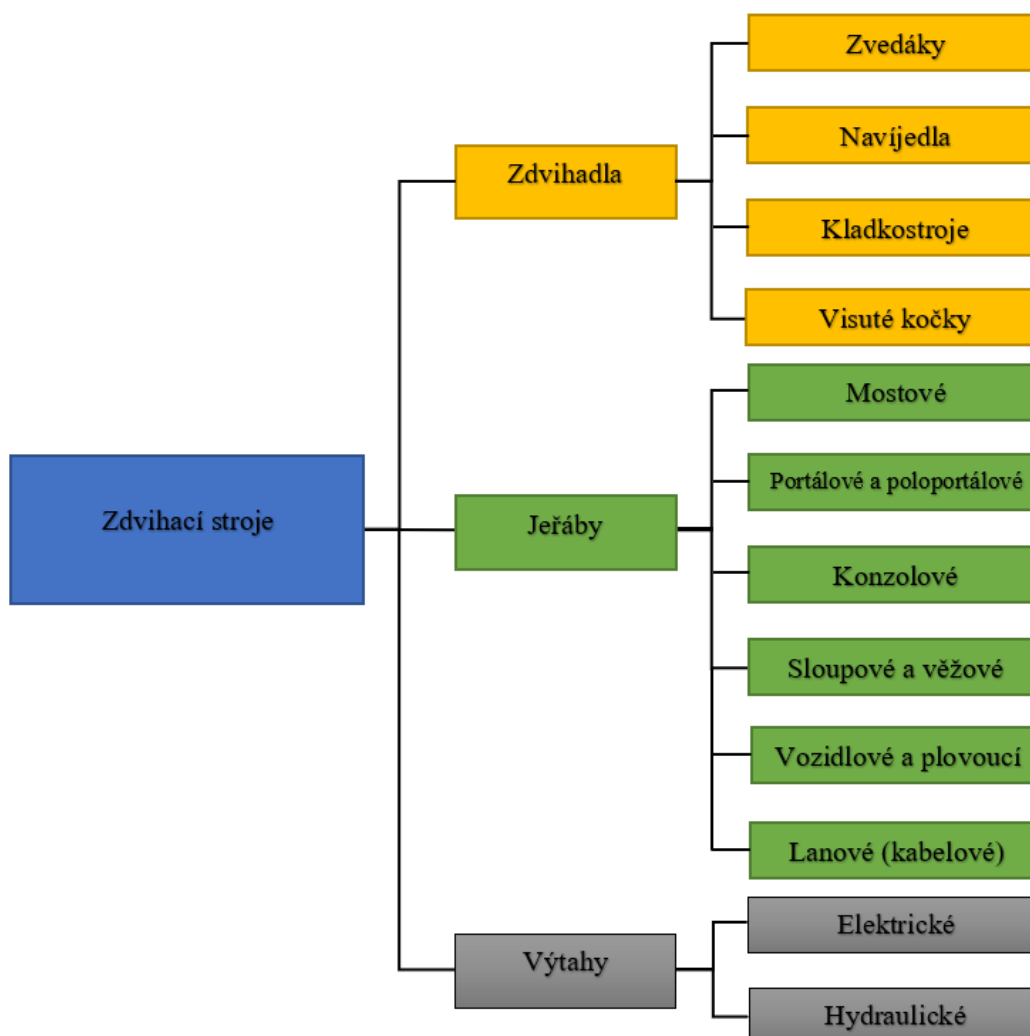 Zdvihací stroje
Zdvihadla
Zvedáky
Navíjedla
Kladkostroje
Visuté kočky
Jeřáby
Mostové
Portálové a poloportálové
Konzolové
Sloupové a věžové
Vozidlové a plovoucí
Lanové (kabelové)
Výtahy
Elektrické
Hydraulické